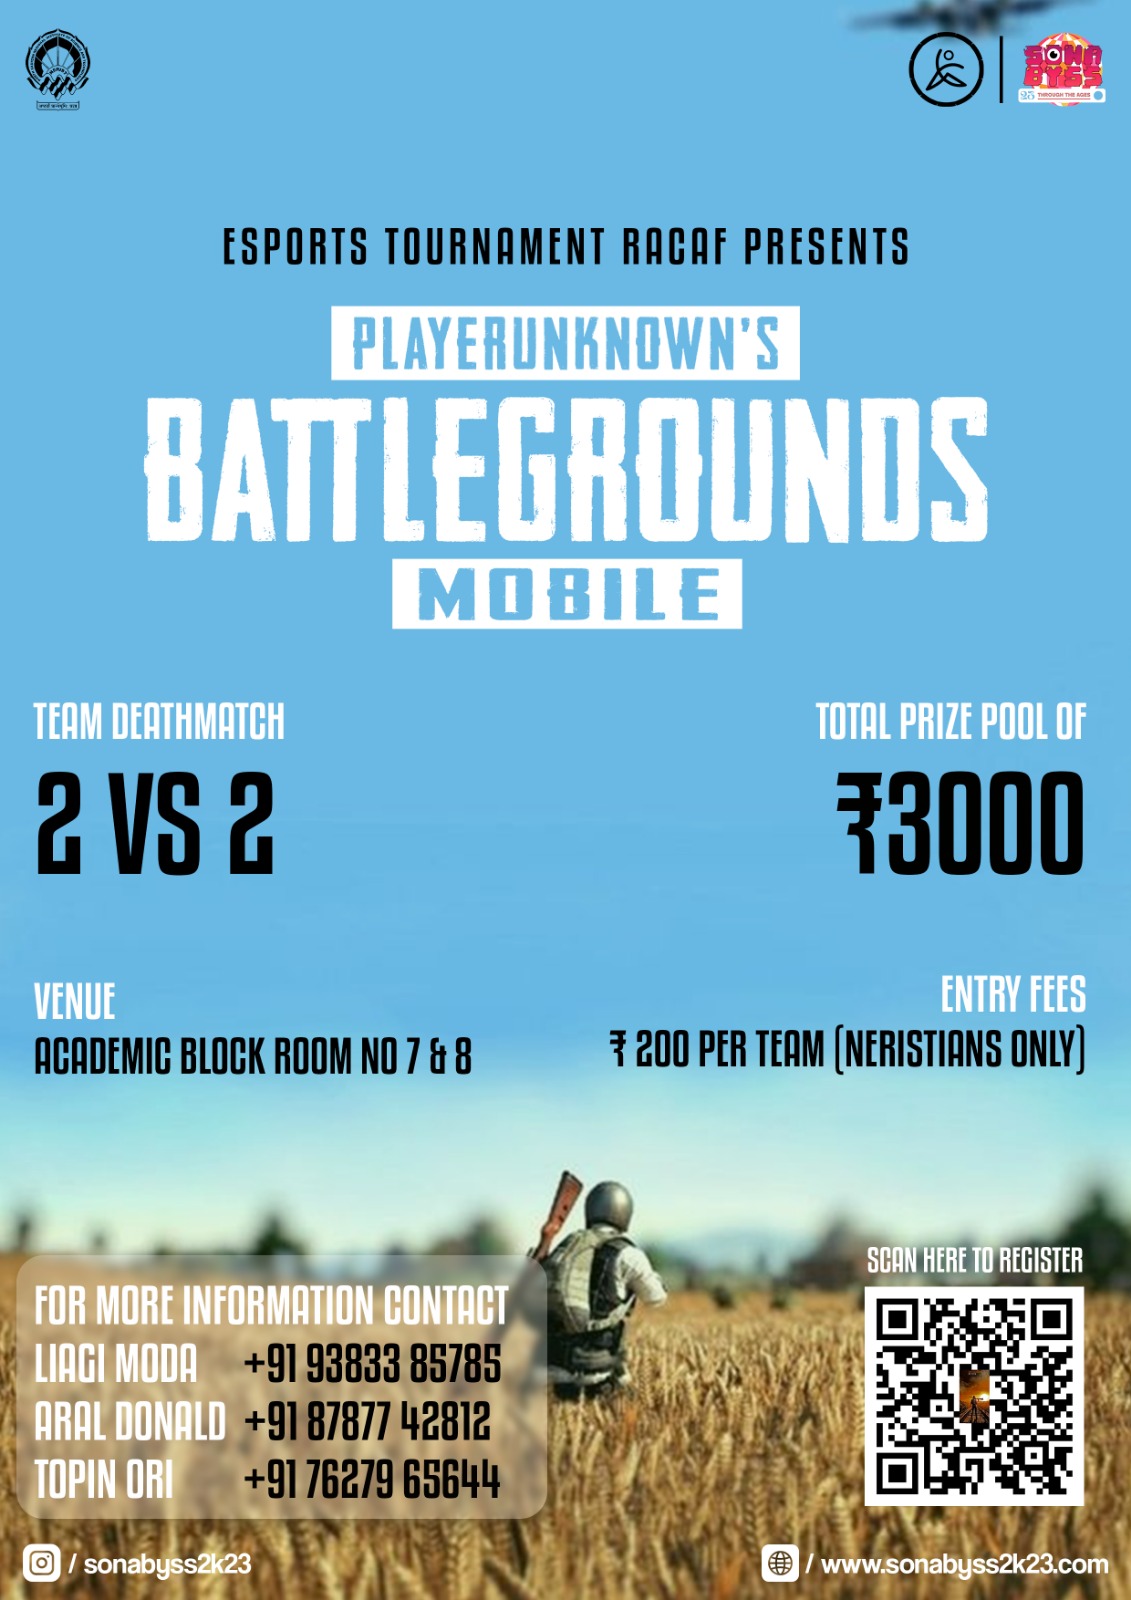 SONA
BYSS
25 THROUGH THE AGES
ESPORTS TOURNAMENT RACAF PRESENTS
PLAYERUNKNOWN'S
BATTLEGROUNDS
MOBILE
TEAM DEATHMATCH
2 VS 2
TOTAL PRIZE POOL OF
₹3000
VENUE
ACADEMIC BLOCK ROOM NO 7 & 8
ENTRY FEES
₹ 200 PER TEAM (NERISTIANS ONLY)
FOR MORE INFORMATION CONTACT
LIAGI MODA +91 93833 85785
ARAL DONALD +91 87877 42812
TOPIN ORI +91 76279 65644
SCAN HERE TO REGISTER
/ sonabyss2k23
/ www.sonabyss2k23.com